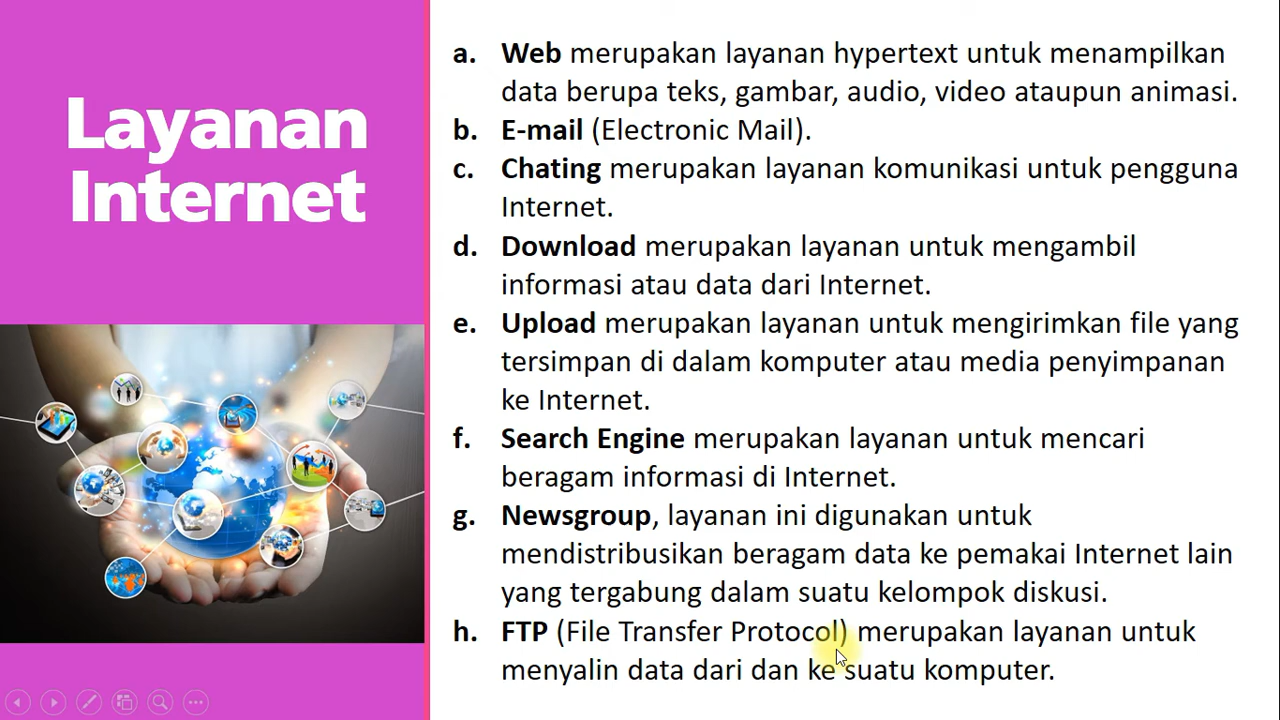 Layanan
Internet
a. Web merupakan layanan hypertext untuk menampilkan
data berupa teks, gambar, audio, video ataupun animasi.
b. E-mail (Electronic Mail).
c. Chating merupakan layanan komunikasi untuk pengguna
Internet.
d. Download merupakan layanan untuk mengambil
informasi atau data dari Internet.
e. Upload merupakan layanan untuk mengirimkan file yang
tersimpan di dalam komputer atau media penyimpanan
ke Internet.
f. Search Engine merupakan layanan untuk mencari
beragam informasi di Internet.
g. Newsgroup, layanan ini digunakan untuk
mendistribusikan beragam data ke pemakai Internet lain
yang tergabung dalam suatu kelompok diskusi.
h. FTP (File Transfer Protocol) merupakan layanan untuk
menyalin data dari dan ke suatu komputer.